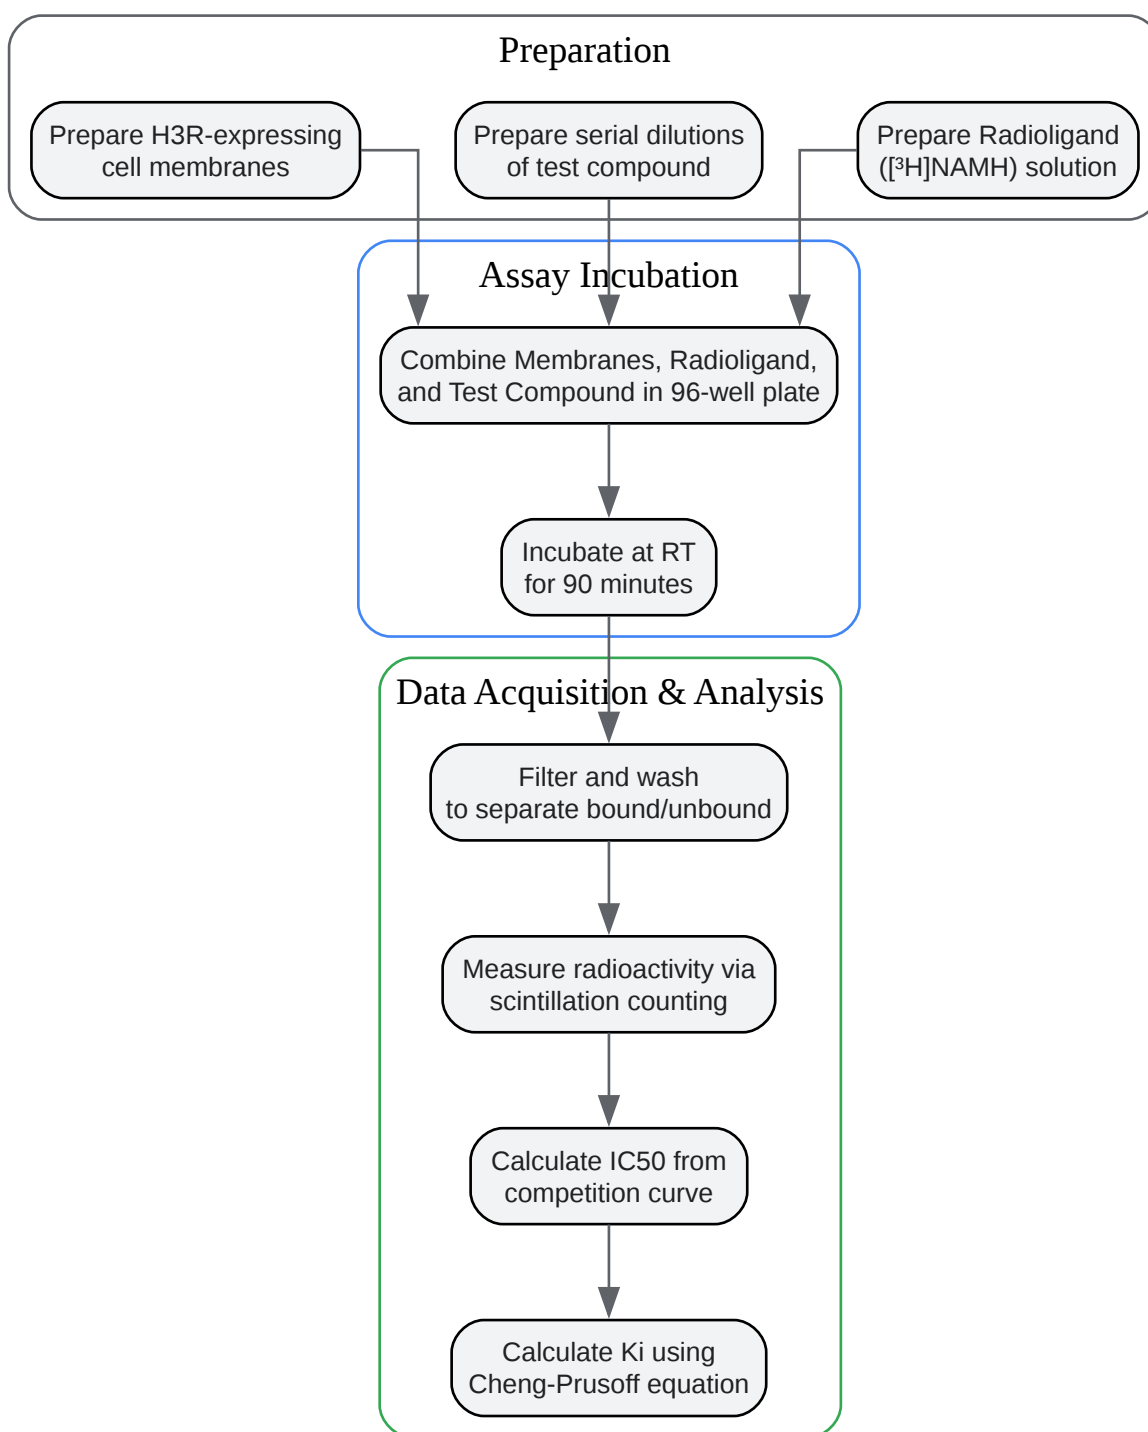 Preparation
Prepare H3R-expressing
cell membranes
Prepare serial dilutions
of test compound
Prepare Radioligand
([³H]NAMH) solution
Assay Incubation
Combine Membranes, Radioligand,
and Test Compound in 96-well plate
Incubate at RT
for 90 minutes
Data Acquisition & Analysis
Filter and wash
to separate bound/unbound
Measure radioactivity via
scintillation counting
Calculate IC50 from
competition curve
Calculate Ki using
Cheng-Prusoff equation